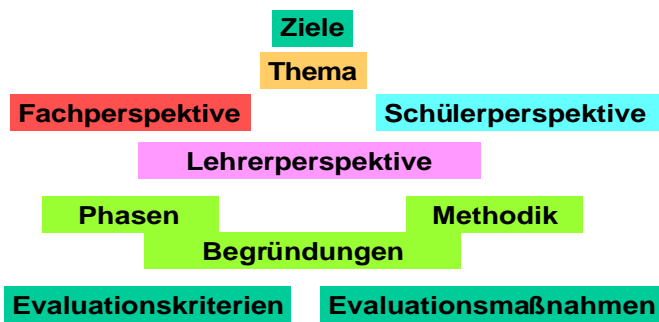 Ziele
Thema
Fachperspektive Schülerperspektive
Lehrerperspektive
Phasen Methodik
Begründungen
Evaluationskriterien Evaluationsmaßnahmen